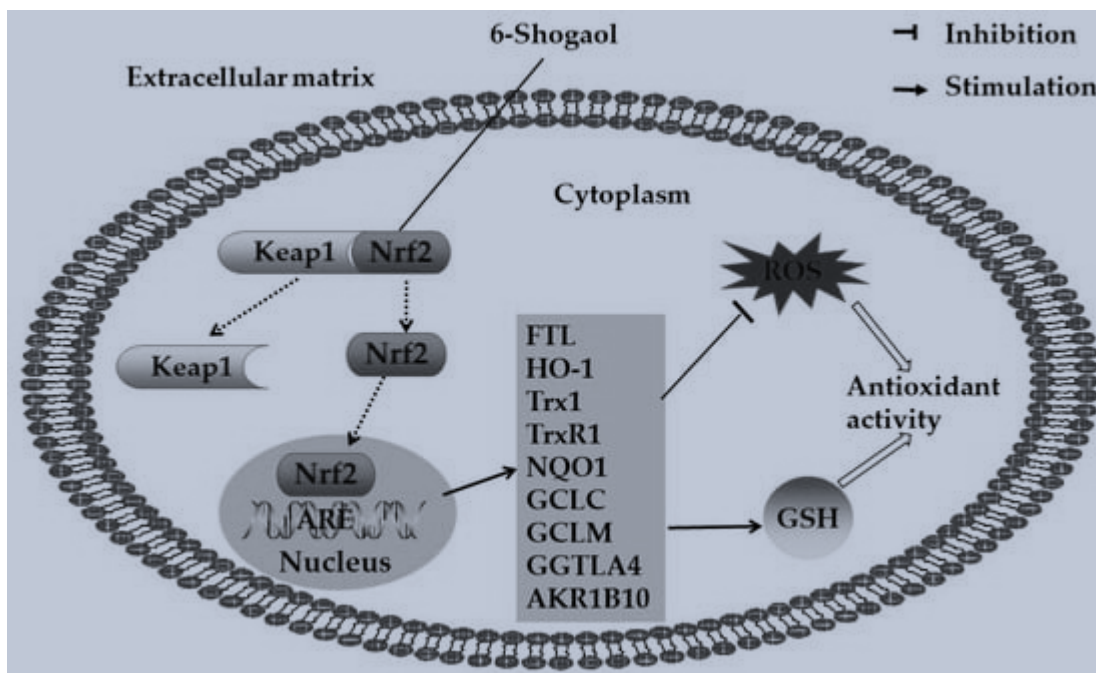 6-Shogaol
Inhibition
Extracellular matrix
Stimulation
Cytoplasm
Keap1
Nrf2
ROS
Keap1
Nrf2
FTL
HO-1
Trx1
TrxR1
NQO1
GCLC
GCLM
GGTLA4
AKR1B10
Antioxidant
activity
Nrf2
ARE
Nucleus
GSH